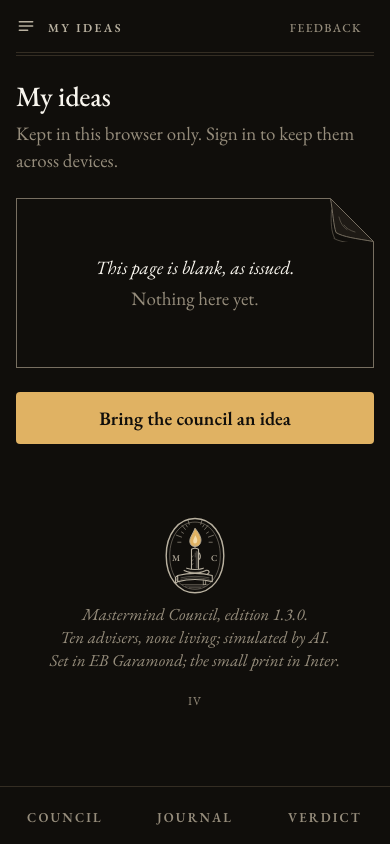 MY IDEAS
FEEDBACK
My ideas
Kept in this browser only. Sign in to keep them
across devices.
This page is blank, as issued.
Nothing here yet.
Bring the council an idea
M C
Mastermind Council, edition 1.3.0.
Ten advisers, none living; simulated by AI.
Set in EB Garamond; the small print in Inter.
IV
COUNCIL
JOURNAL
VERDICT